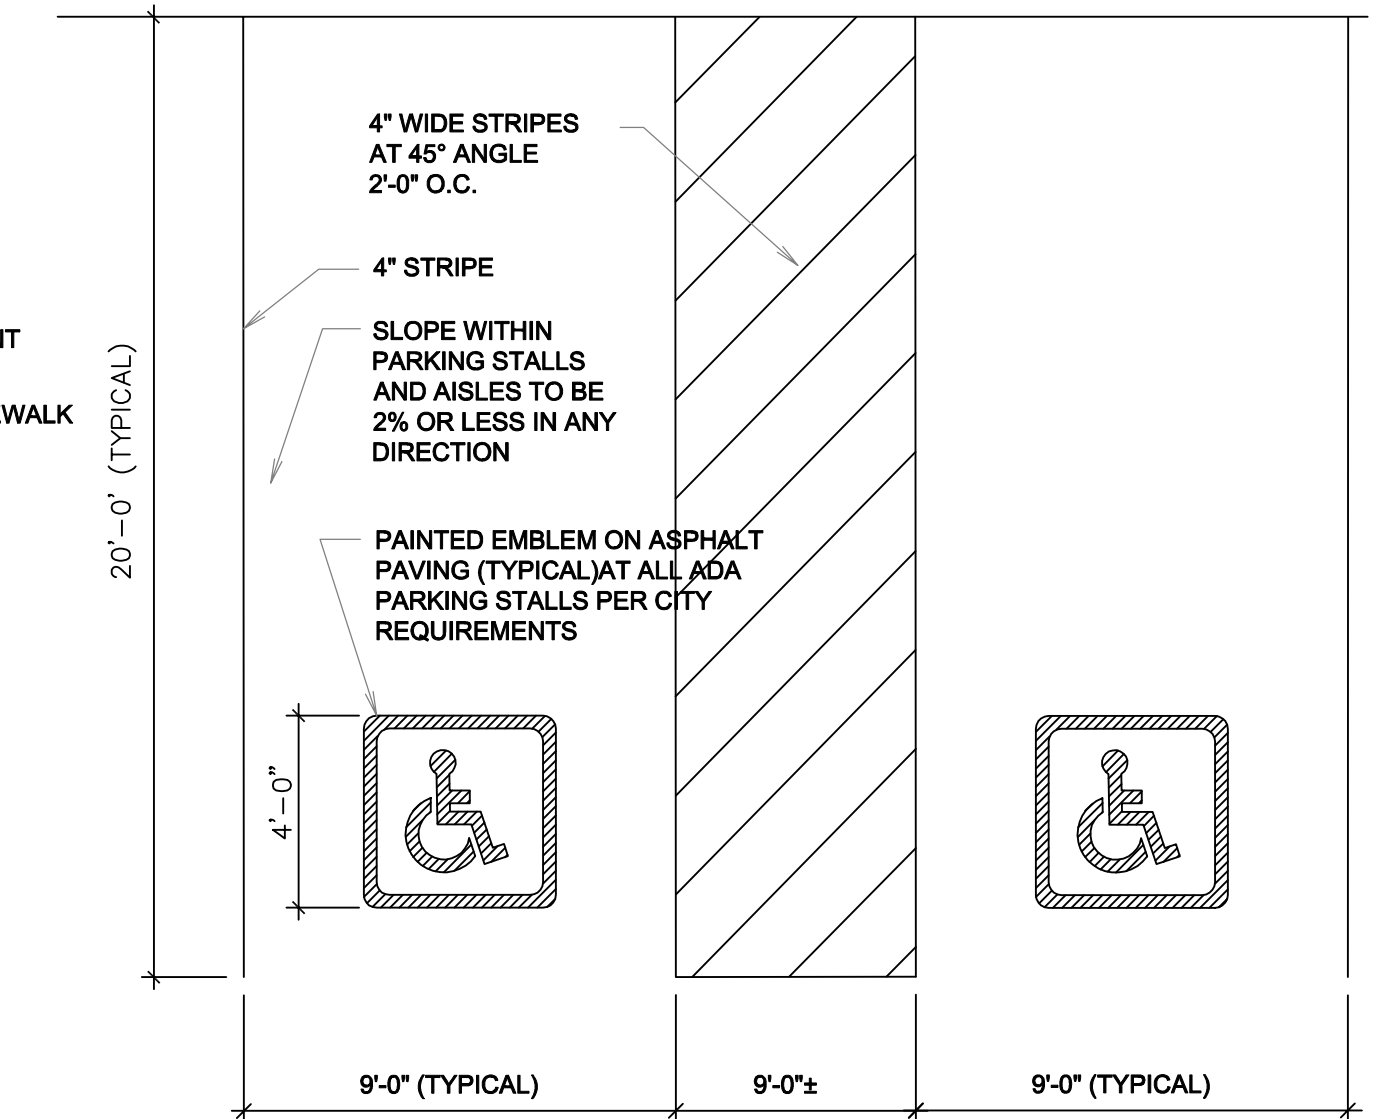 4" WIDE STRIPES
AT 45° ANGLE
2'-0" O.C.
4" STRIPE
SLOPE WITHIN
PARKING STALLS
AND AISLES TO BE
2% OR LESS IN ANY
DIRECTION
20'-0' (TYPICAL)
PAINTED EMBLEM ON ASPHALT
PAVING (TYPICAL)AT ALL ADA
PARKING STALLS PER CITY
REQUIREMENTS
4'-0"
9'-0" (TYPICAL)
9'-0"±
9'-0" (TYPICAL)